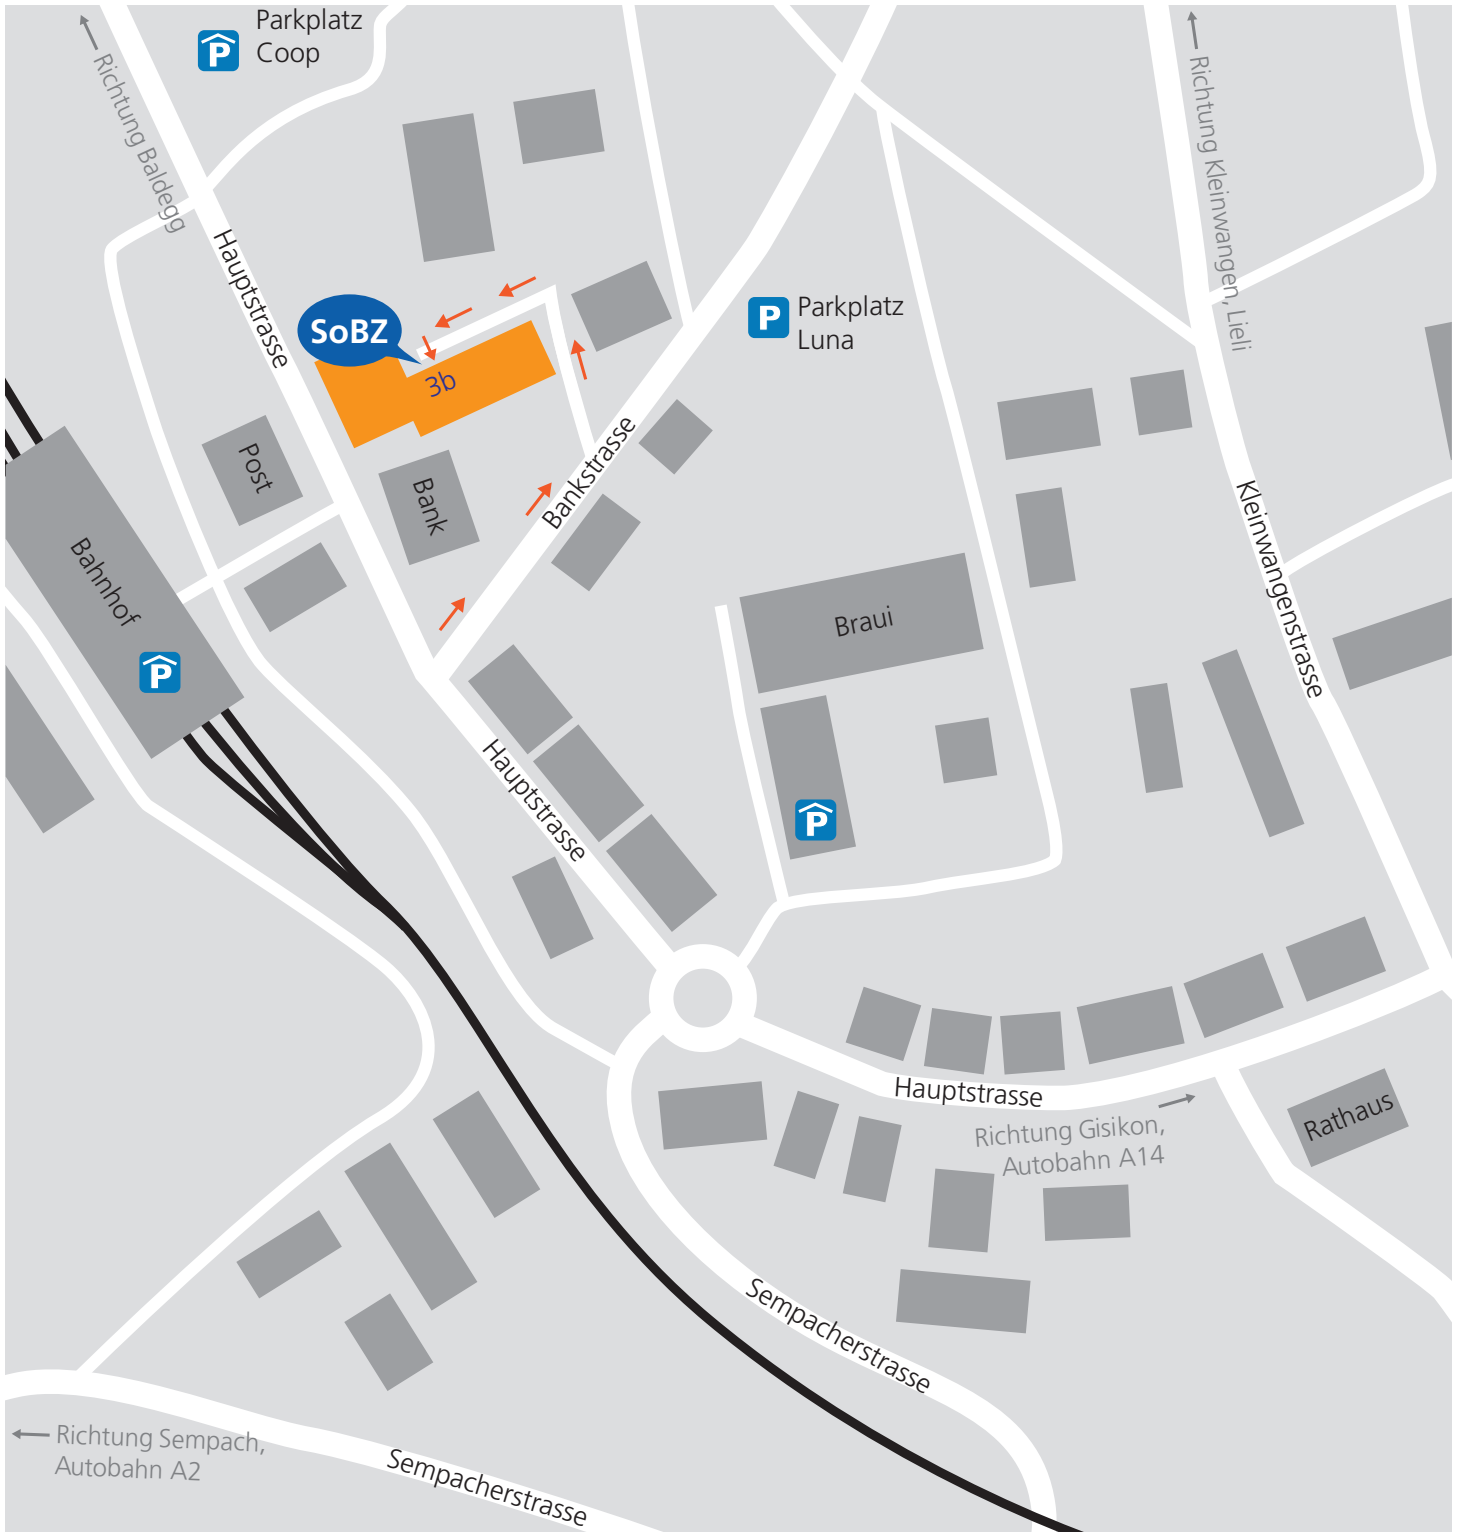 Parkplatz
Coop
P
Richtung Baldegg
Richtung Kleinwangen, Lieli
Hauptstrasse
SoBZ
3b
P
Parkplatz
Luna
Post
Bank
Bankstrasse
Bahnhof
P
Kleinwangenstrasse
Braui
P
Hauptstrasse
Hauptstrasse
Richtung Gisikon,
Autobahn A14
Rathaus
Sempacherstrasse
Richtung Sempach,
Autobahn A2
Sempacherstrasse